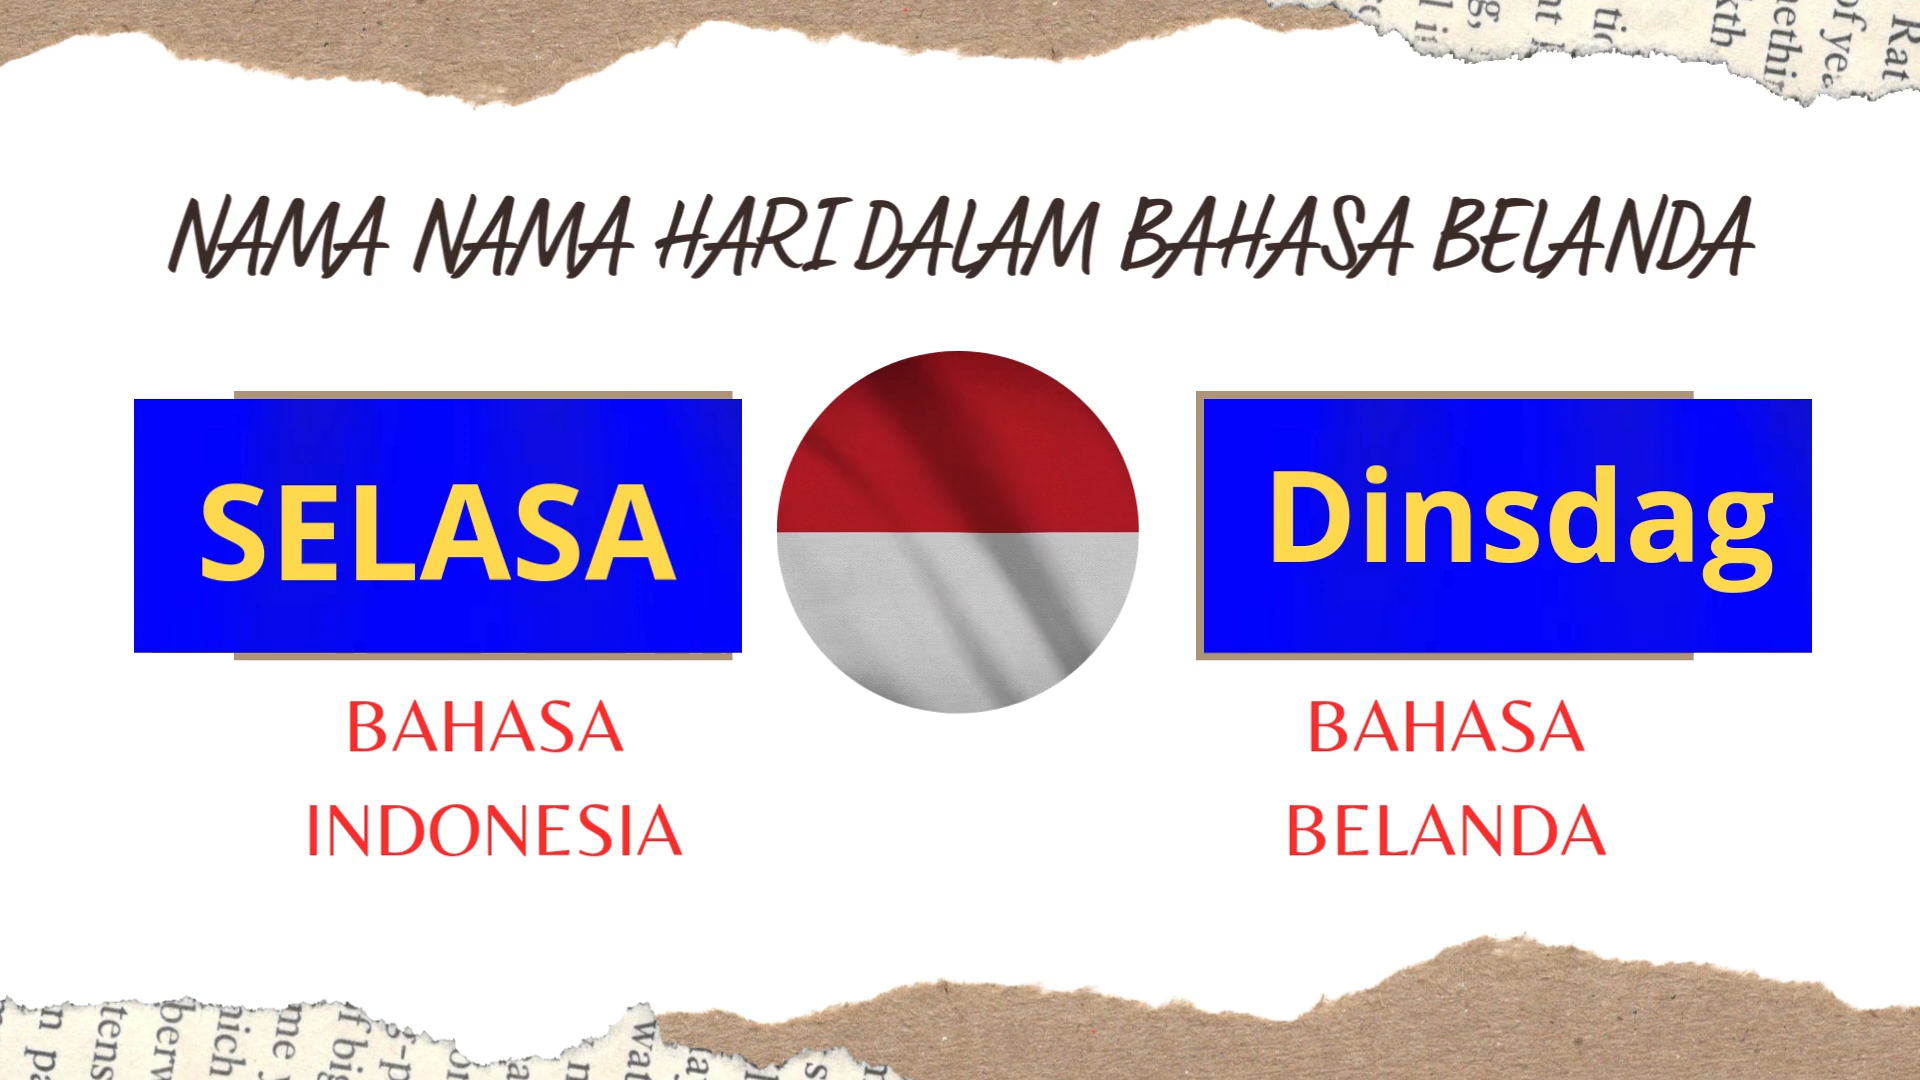 NAMA NAMA HARI DALAM BAHASA BELANDA
SELASA
Dinsdag
BAHASA
INDONESIA
BAHASA
BELANDA